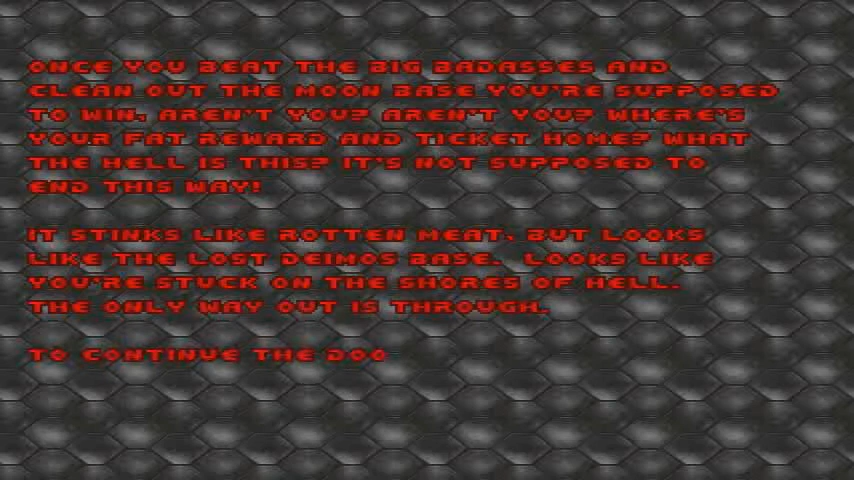 ONCE YOU BEAT THE BIG BADASSES AND
CLEAN OUT THE MOON BASE YOU'RE SUPPOSED
TO WIN, AREN'T YOU? AREN'T YOU? WHERE'S
YOUR FAT REWARD AND TICKET HOME? WHAT
THE HELL IS THIS? IT'S NOT SUPPOSED TO
END THIS WAY!
IT STINKS LIKE ROTTEN MEAT, BUT LOOKS
LIKE THE LOST DEIMOS BASE. LOOKS LIKE
YOU'RE STUCK ON THE SHORES OF HELL.
THE ONLY WAY OUT IS THROUGH.
TO CONTINUE THE DOO